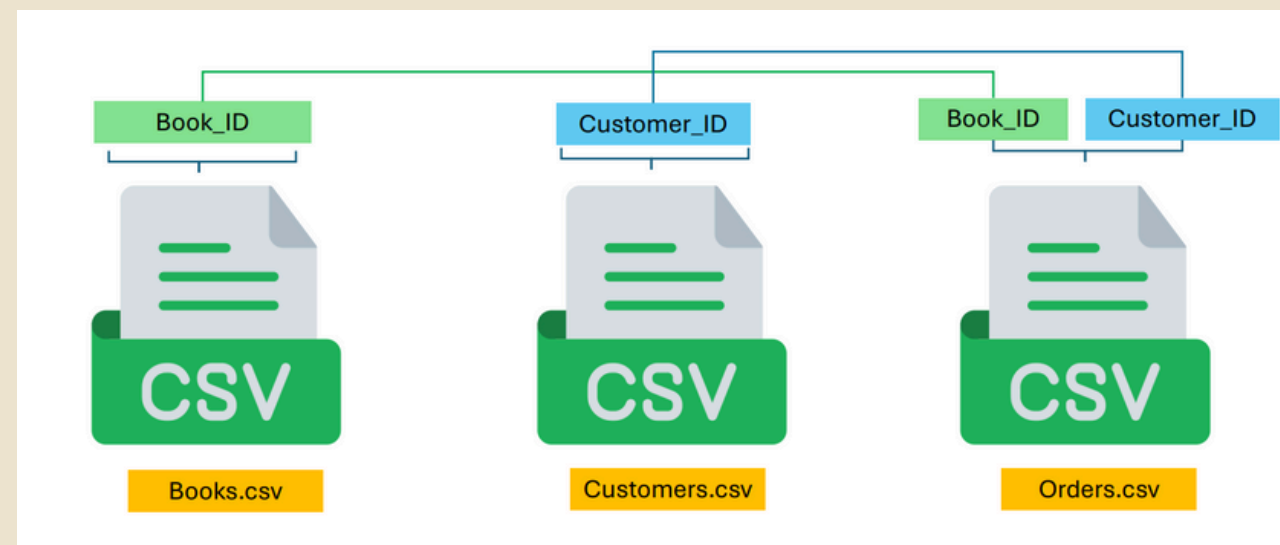 Book_ID
Customer_ID
Book_ID
Customer_ID
CSV
CSV
CSV
Books.csv
Customers.csv
Orders.csv